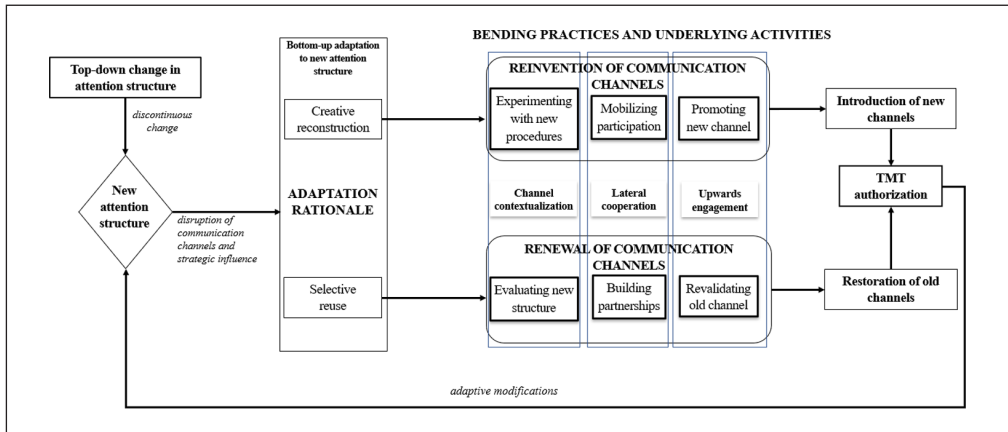 BENDING PRACTICES AND UNDERLYING ACTIVITIES
Top-down change in
attention structure
discontinuous
change
New
attention
structure
disruption of
communication
channels and
strategic influence
Bottom-up adaptation
to new attention
structure
Creative
reconstruction
ADAPTATION
RATIONALE
Selective
reuse
REINVENTION OF COMMUNICATION
CHANNELS
Experimenting
with new
procedures
Mobilizing
participation
Promoting
new channel
Channel
contextualization
Lateral
cooperation
Upwards
engagement
RENEWAL OF COMMUNICATION
CHANNELS
Evaluating new
structure
Building
partnerships
Revalidating
old channel
Introduction of new
channels
TMT
authorization
Restoration of old
channels
adaptive modifications